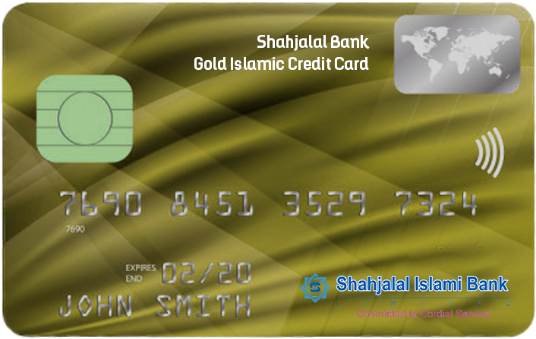 Shahjalal Bank
Gold Islamic Credit Card
7690 8451 3529 7324
7690
EXPIRES 02/20
END
JOHN SMITH
Shahjalal Islami Bank
Committed to Cordial Service